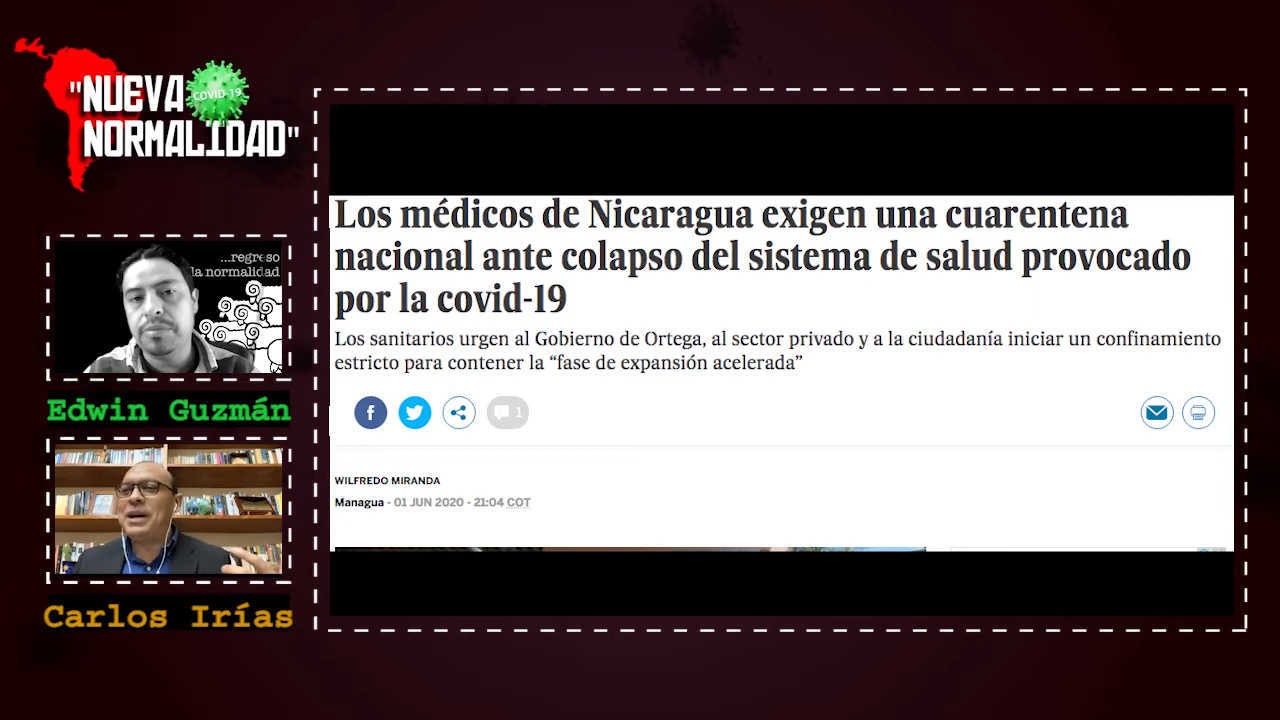 "NUEVA
COVID-19
NORMALIDAD"
...regreso
la normalidad
Edwin Guzmán
Carlos Irías
Los médicos de Nicaragua exigen una cuarentena
nacional ante colapso del sistema de salud provocado
por la covid-19
Los sanitarios urgen al Gobierno de Ortega, al sector privado y a la ciudadanía iniciar un confinamiento
estricto para contener la “fase de expansión acelerada”
1
WILFREDO MIRANDA
Managua - 01 JUN 2020 - 21:04 COT